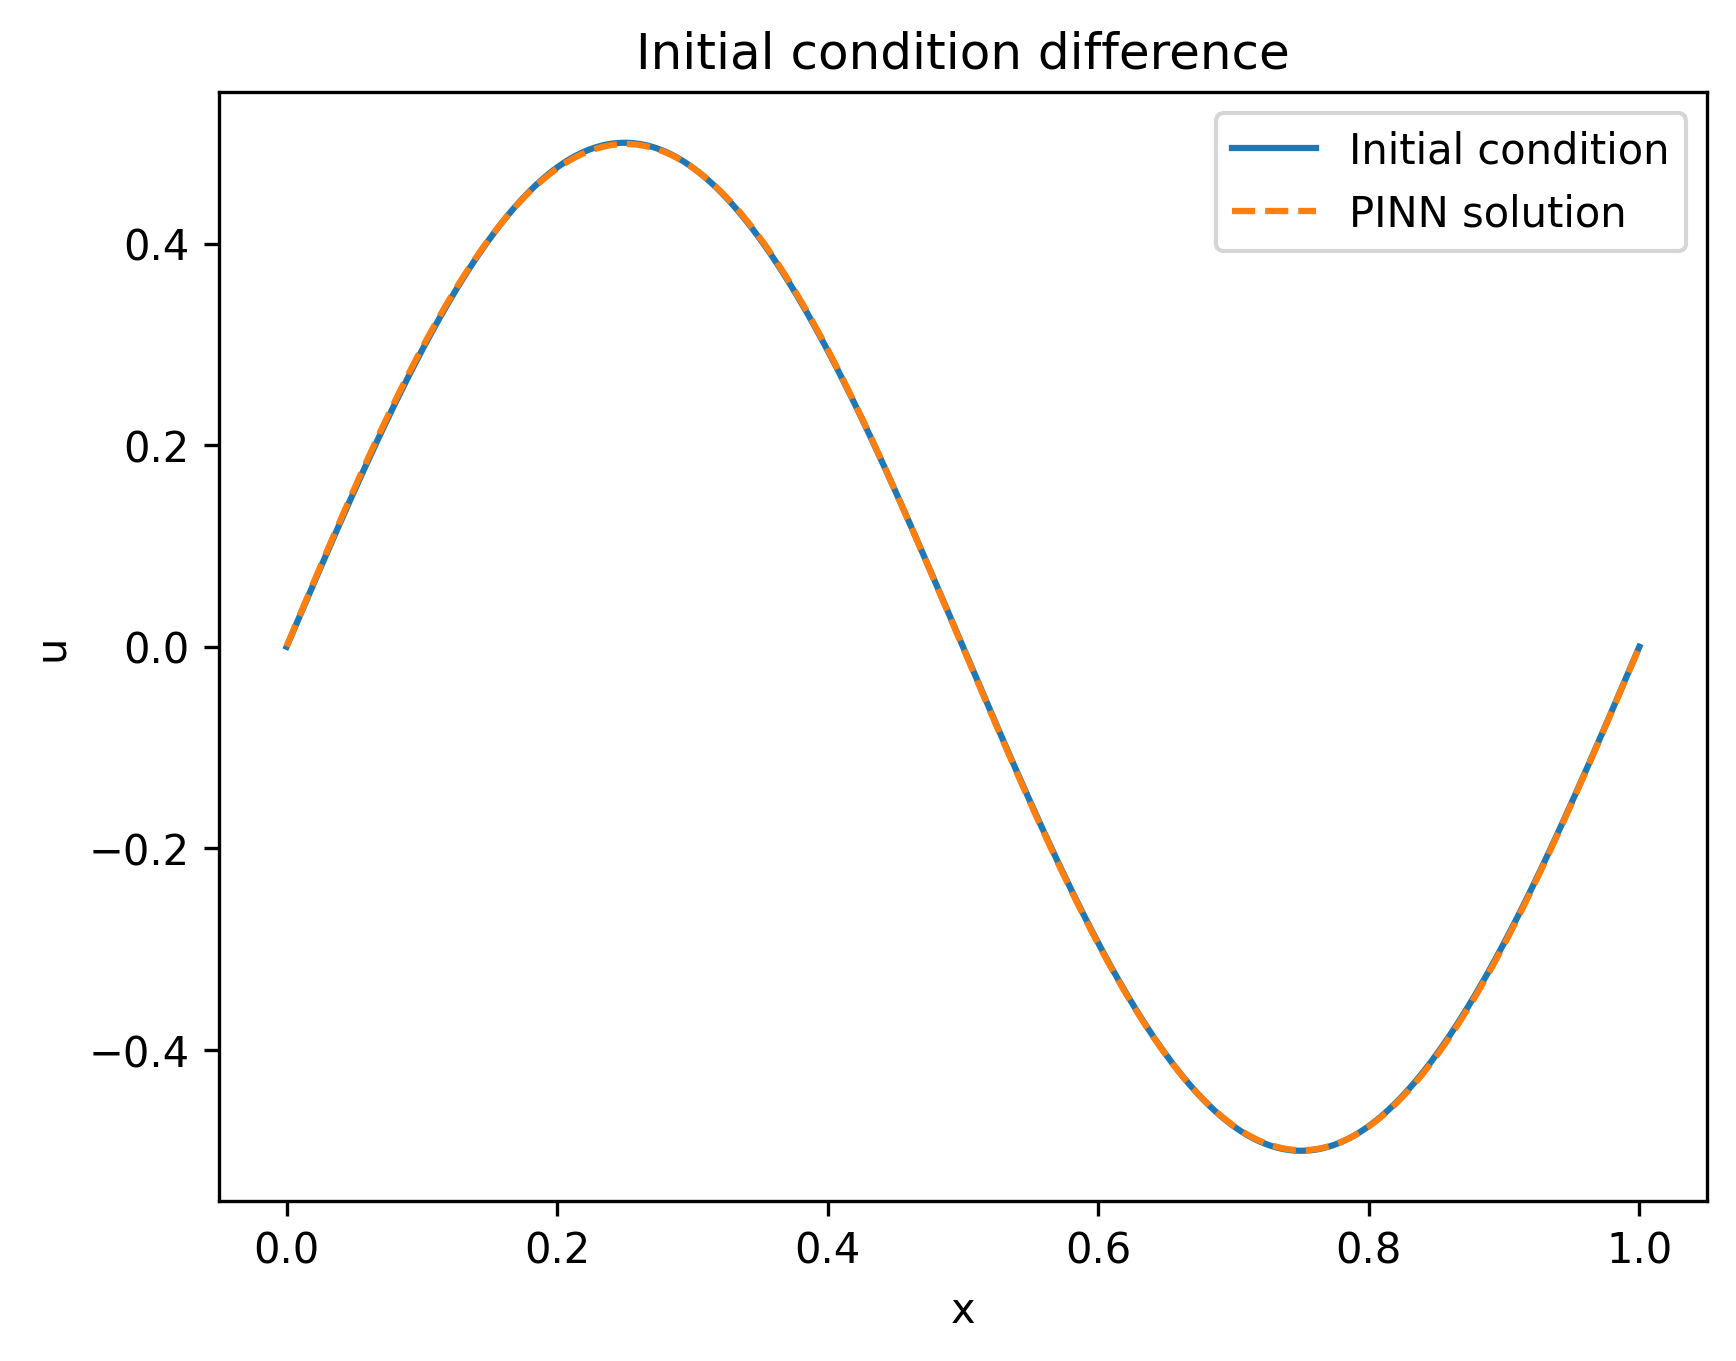 Initial condition difference
Initial condition
PINN solution
0.4
0.2
0.0
−0.2
−0.4
u
0.0 0.2 0.4 0.6 0.8 1.0
x